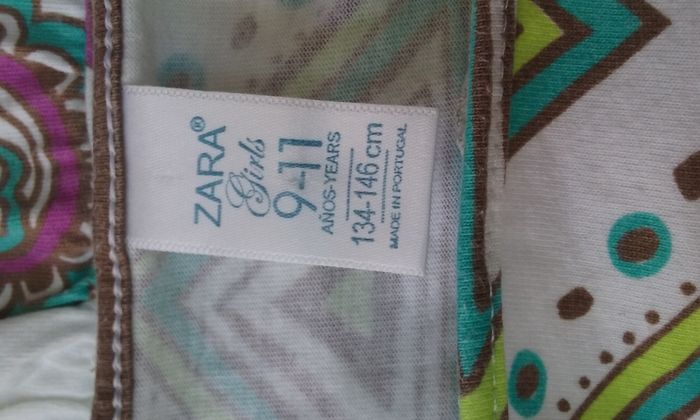 ZARA®
Girls
9-11
AÑOS-YEARS
134-146 cm
MADE IN PORTUGAL